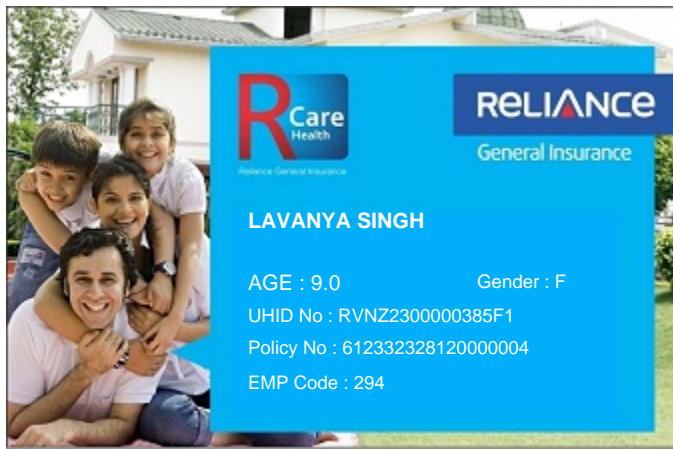 R Care
Health
Reliance General Insurance
RELIANCE
General Insurance
LAVANYA SINGH
AGE : 9.0 Gender : F
UHID No : RVNZ2300000385F1
Policy No : 612332328120000004
EMP Code : 294